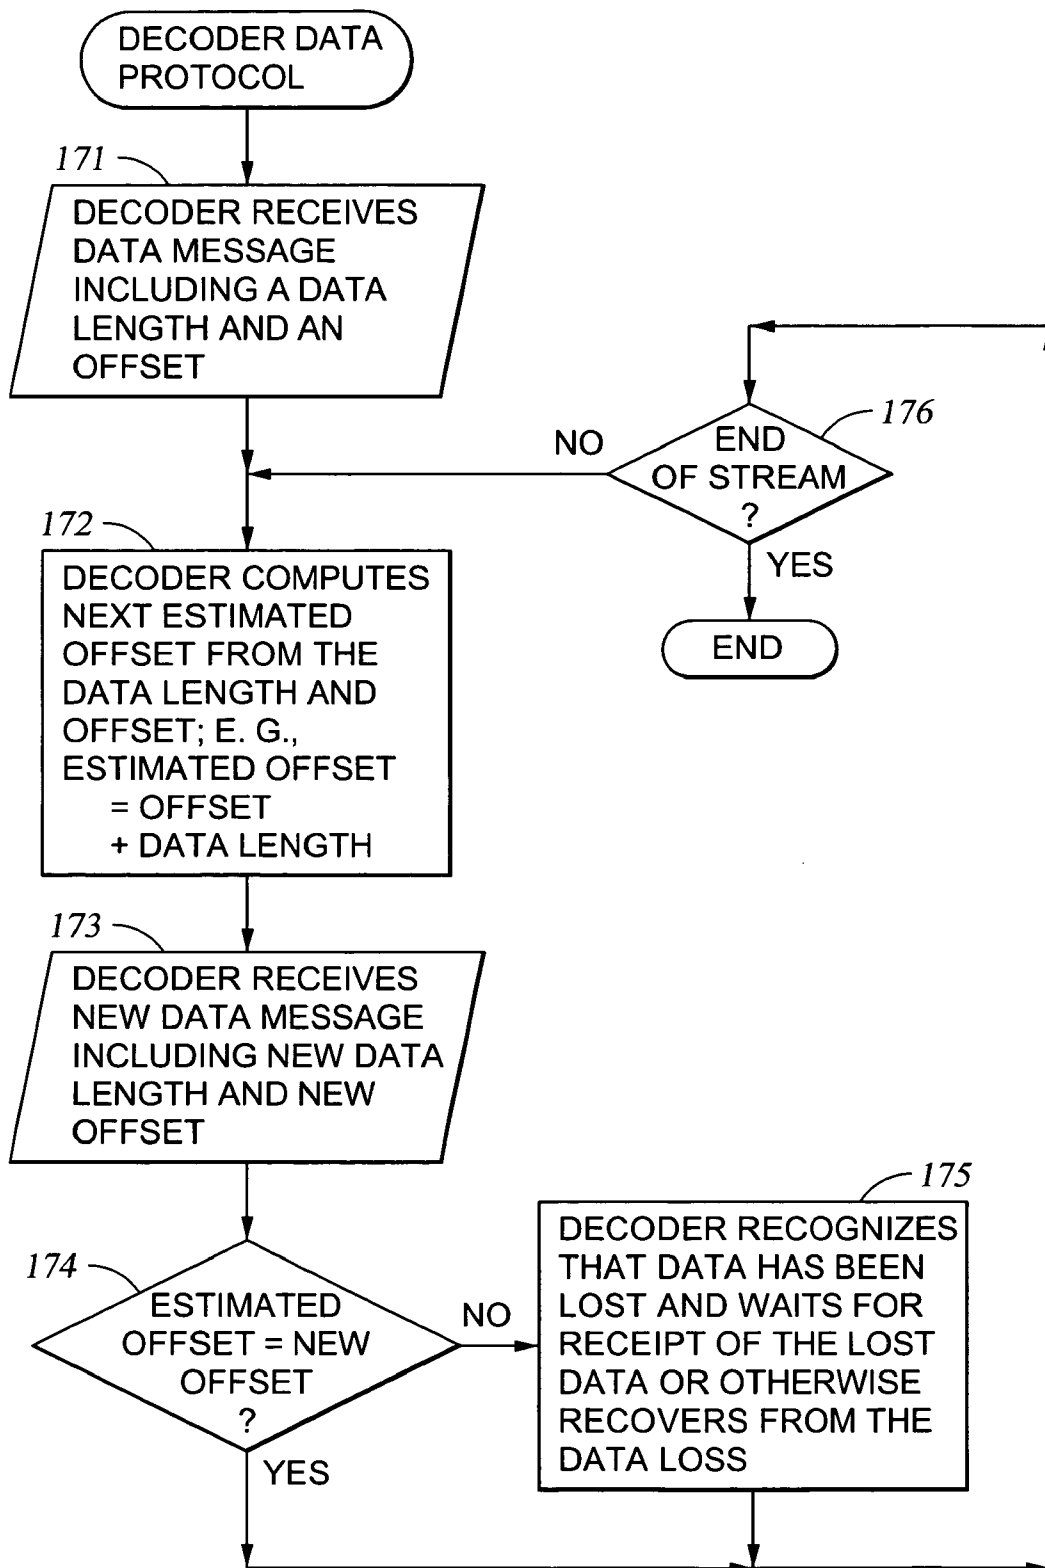 DECODER DATA
PROTOCOL
171
DECODER RECEIVES
DATA MESSAGE
INCLUDING A DATA
LENGTH AND AN
OFFSET
176
END
OF STREAM
?
NO
YES
END
172
DECODER COMPUTES
NEXT ESTIMATED
OFFSET FROM THE
DATA LENGTH AND
OFFSET; E. G.,
ESTIMATED OFFSET
= OFFSET
+ DATA LENGTH
173
DECODER RECEIVES
NEW DATA MESSAGE
INCLUDING NEW DATA
LENGTH AND NEW
OFFSET
174
ESTIMATED
OFFSET = NEW
OFFSET
?
NO
YES
175
DECODER RECOGNIZES
THAT DATA HAS BEEN
LOST AND WAITS FOR
RECEIPT OF THE LOST
DATA OR OTHERWISE
RECOVERS FROM THE
DATA LOSS